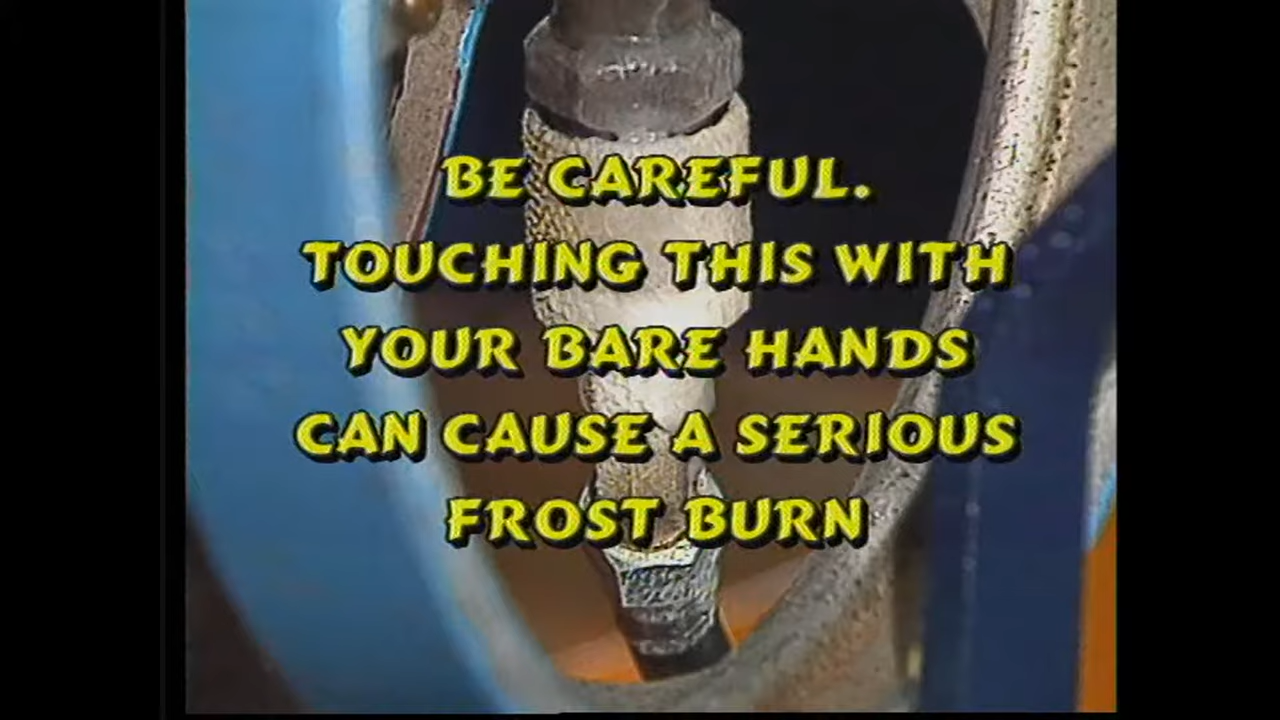 BE CAREFUL.
TOUCHING THIS WITH
YOUR BARE HANDS
CAN CAUSE A SERIOUS
FROST BURN